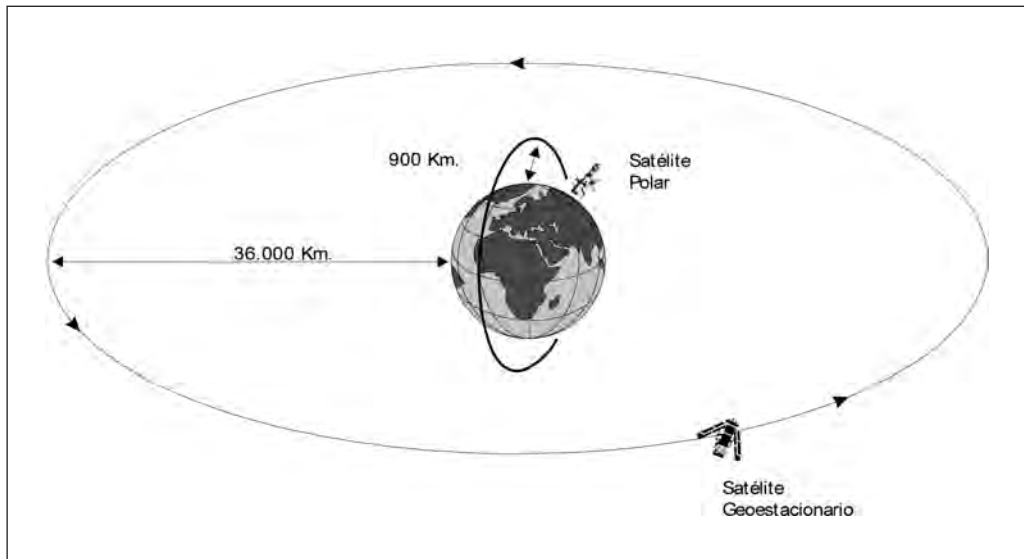 900 Km.
Satélite
Polar
36.000 Km.
Satélite
Geoestacionario